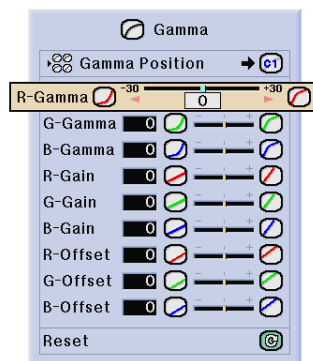 Gamma
Gamma Position C1
R-Gamma -30 0 +30
G-Gamma 0 - +
B-Gamma 0 - +
R-Gain 0 - +
G-Gain 0 - +
B-Gain 0 - +
R-Offset 0 - +
G-Offset 0 - +
B-Offset 0 - +
Reset